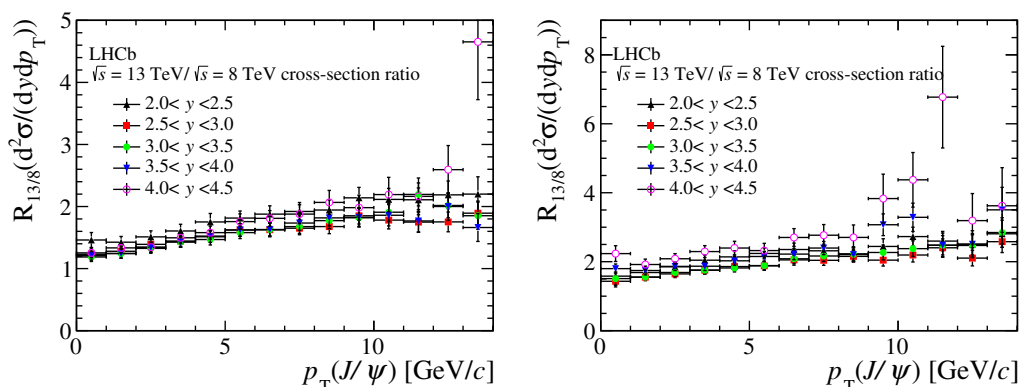 R13/8(d²σ/(dydpT))
5
4
3
2
1
0
LHCb
√s = 13 TeV/ √s = 8 TeV cross-section ratio
2.0< y <2.5
2.5< y <3.0
3.0< y <3.5
3.5< y <4.0
4.0< y <4.5
0 5 10
pT(J/ψ) [GeV/c]
R13/8(d²σ/(dydpT))
8
6
4
2
0
LHCb
√s = 13 TeV/ √s = 8 TeV cross-section ratio
2.0< y <2.5
2.5< y <3.0
3.0< y <3.5
3.5< y <4.0
4.0< y <4.5
0 5 10
pT(J/ψ) [GeV/c]